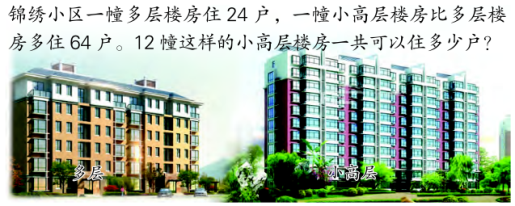 锦绣小区一幢多层楼房住24户，一幢小高层楼房比多层楼
房多住64户。12幢这样的小高层楼房一共可以住多少户？
多层
小高层